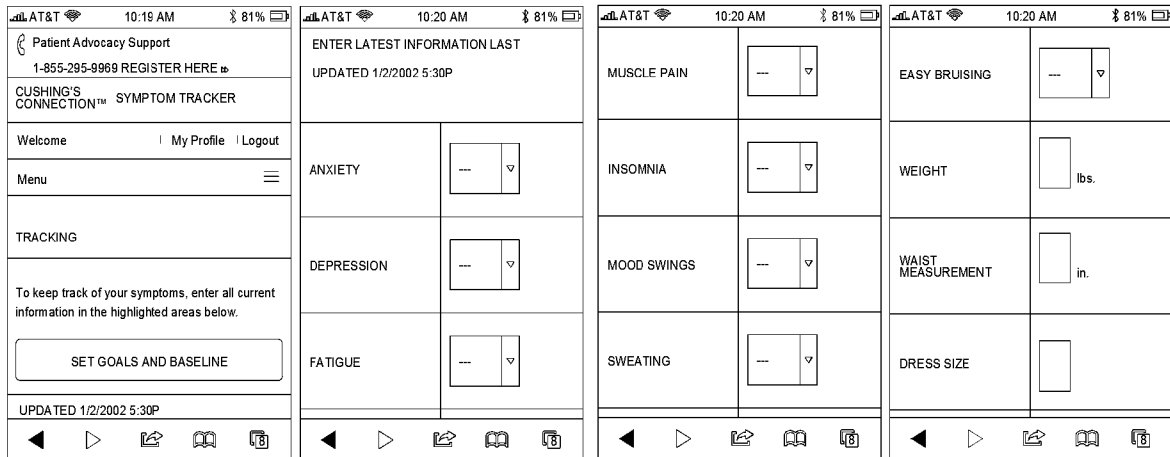 AT&T 10:19 AM 81%
Patient Advocacy Support
1-855-295-9969 REGISTER HERE
CUSHING'S
CONNECTION™ SYMPTOM TRACKER
Welcome | My Profile | Logout
Menu
TRACKING
To keep track of your symptoms, enter all current
information in the highlighted areas below.
SET GOALS AND BASELINE
UPDATED 1/2/2002 5:30P
8
AT&T 10:20 AM 81%
ENTER LATEST INFORMATION LAST
UPDATED 1/2/2002 5:30P
ANXIETY ---
DEPRESSION ---
FATIGUE ---
8
AT&T 10:20 AM 81%
MUSCLE PAIN ---
INSOMNIA ---
MOOD SWINGS ---
SWEATING ---
8
AT&T 10:20 AM 81%
EASY BRUISING ---
WEIGHT lbs.
WAIST
MEASUREMENT in.
DRESS SIZE
8